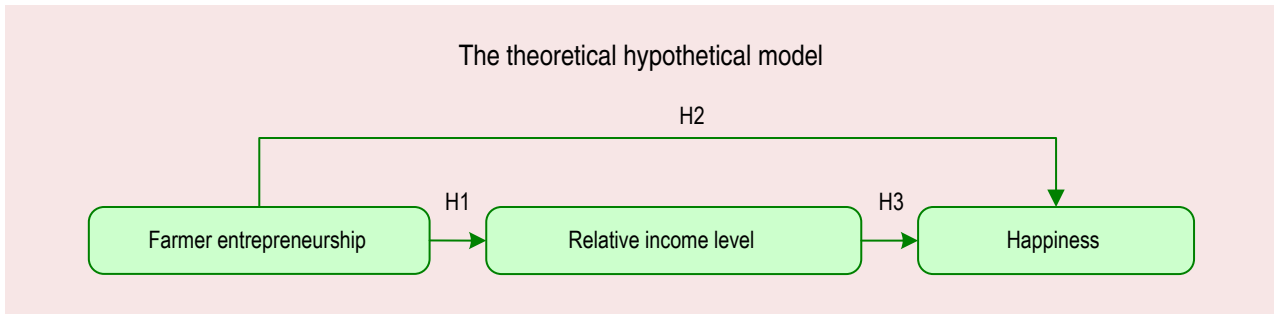 The theoretical hypothetical model
H2
H1
H3
Farmer entrepreneurship
Relative income level
Happiness